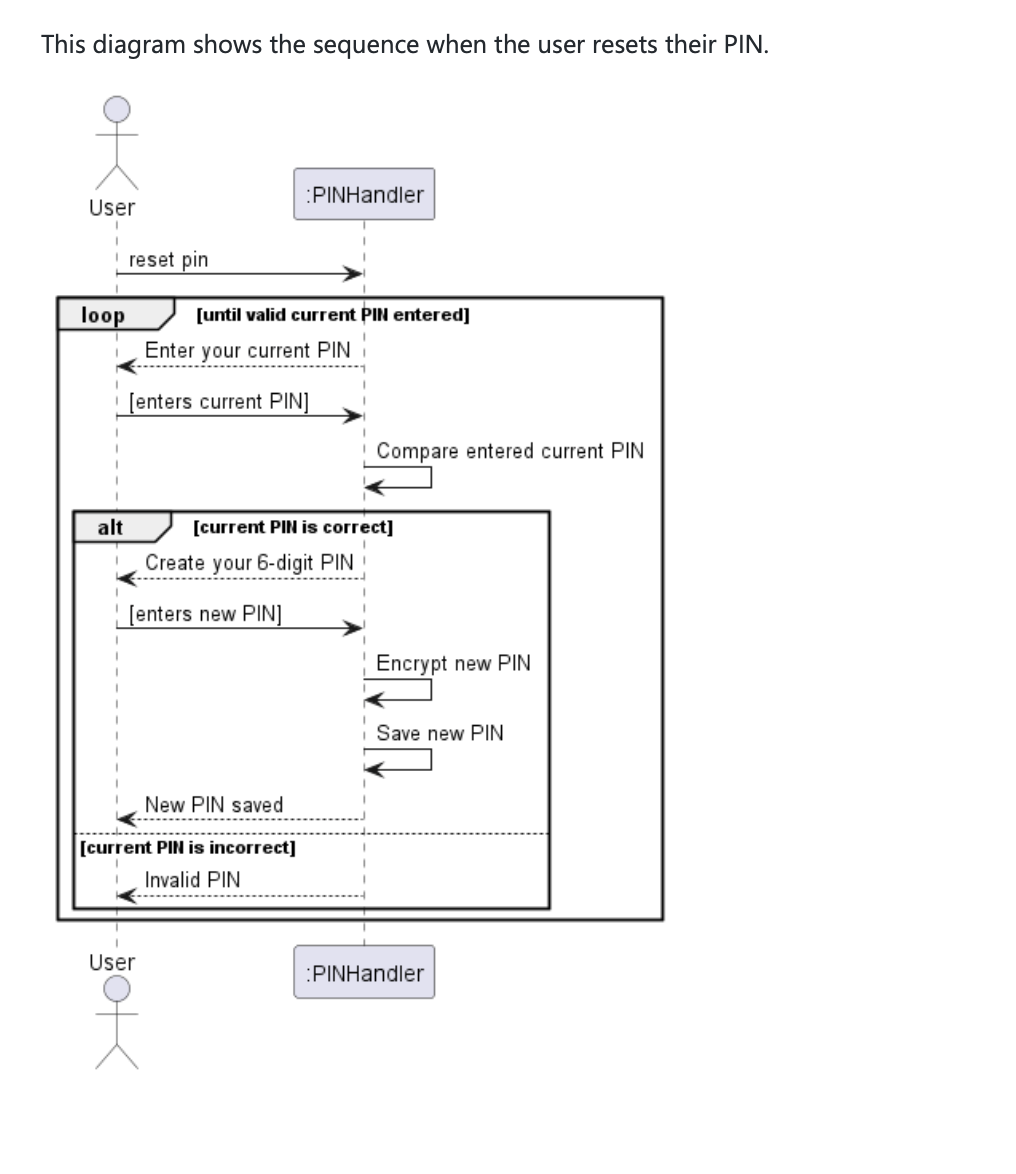 This diagram shows the sequence when the user resets their PIN.
User
:PINHandler
reset pin
loop [until valid current PIN entered]
Enter your current PIN
[enters current PIN]
Compare entered current PIN
alt [current PIN is correct]
Create your 6-digit PIN
[enters new PIN]
Encrypt new PIN
Save new PIN
New PIN saved
[current PIN is incorrect]
Invalid PIN
User
:PINHandler